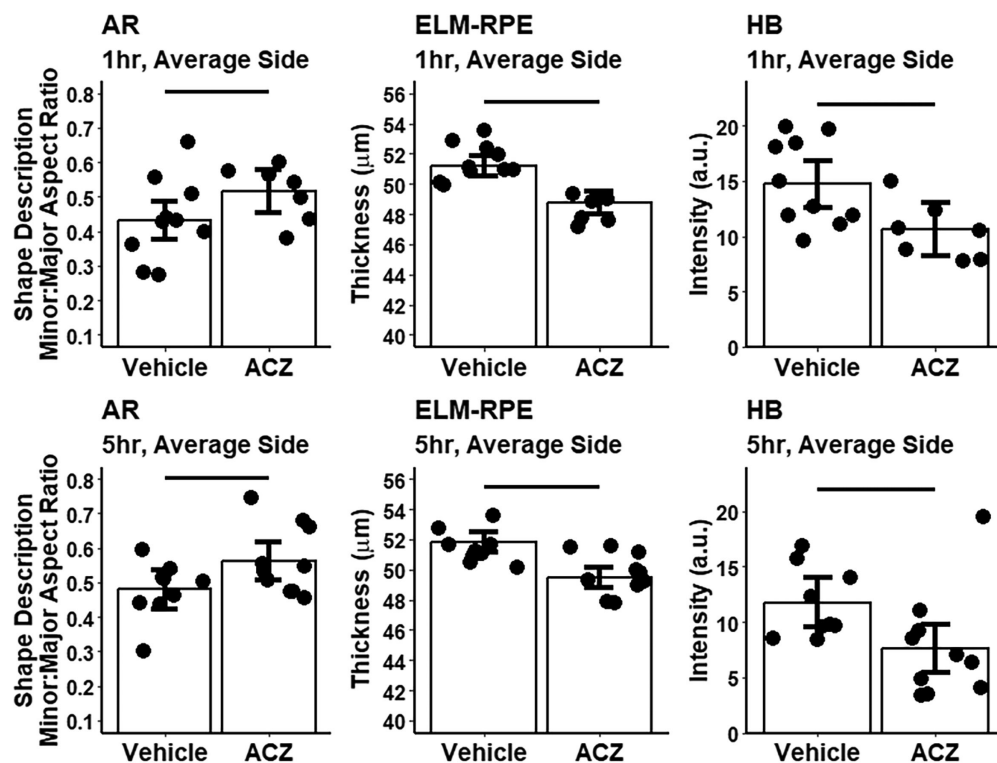 AR
1hr, Average Side
Shape Description
Minor:Major Aspect Ratio
0.8
0.7
0.6
0.5
0.4
0.3
0.2
0.1
Vehicle
ACZ
ELM-RPE
1hr, Average Side
Thickness (µm)
56
54
52
50
48
46
44
42
40
Vehicle
ACZ
HB
1hr, Average Side
Intensity (a.u.)
20
15
10
5
0
Vehicle
ACZ
AR
5hr, Average Side
Shape Description
Minor:Major Aspect Ratio
0.8
0.7
0.6
0.5
0.4
0.3
0.2
0.1
Vehicle
ACZ
ELM-RPE
5hr, Average Side
Thickness (µm)
56
54
52
50
48
46
44
42
40
Vehicle
ACZ
HB
5hr, Average Side
Intensity (a.u.)
20
15
10
5
0
Vehicle
ACZ